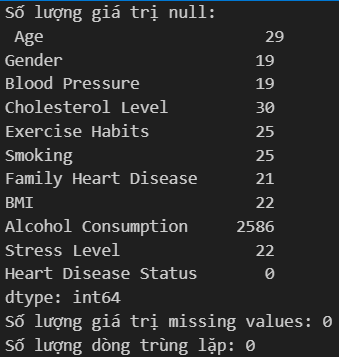 Số lượng giá trị null:
 Age                       29
Gender                    19
Blood Pressure            19
Cholesterol Level         30
Exercise Habits           25
Smoking                   25
Family Heart Disease      21
BMI                       22
Alcohol Consumption     2586
Stress Level              22
Heart Disease Status       0
dtype: int64
Số lượng giá trị missing values: 0
Số lượng dòng trùng lặp: 0